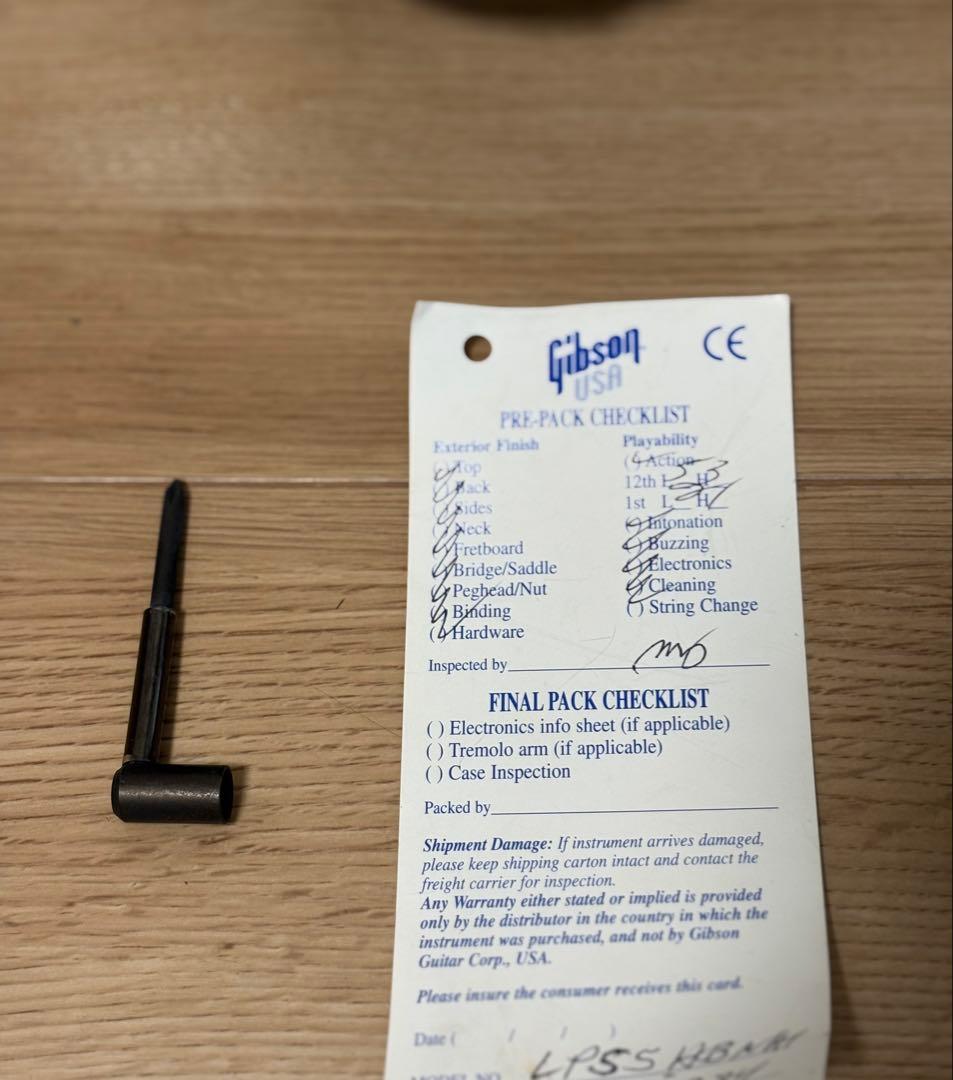 Gibson
USA
CE
PRE-PACK CHECKLIST
Exterior Finish
( ) Top
( ) Back
( ) Sides
( ) Neck
( ) Fretboard
( ) Bridge/Saddle
( ) Peghead/Nut
( ) Binding
( ) Hardware
Playability
( ) Action
12th L H
1st L H
( ) Intonation
( ) Buzzing
( ) Electronics
( ) Cleaning
( ) String Change
Inspected by
FINAL PACK CHECKLIST
( ) Electronics info sheet (if applicable)
( ) Tremolo arm (if applicable)
( ) Case Inspection
Packed by
Shipment Damage: If instrument arrives damaged,
please keep shipping carton intact and contact the
freight carrier for inspection.
Any Warranty either stated or implied is provided
only by the distributor in the country in which the
instrument was purchased, and not by Gibson
Guitar Corp., USA.
Please insure the consumer receives this card.
Date ( / / )
MODEL NO. LPSS